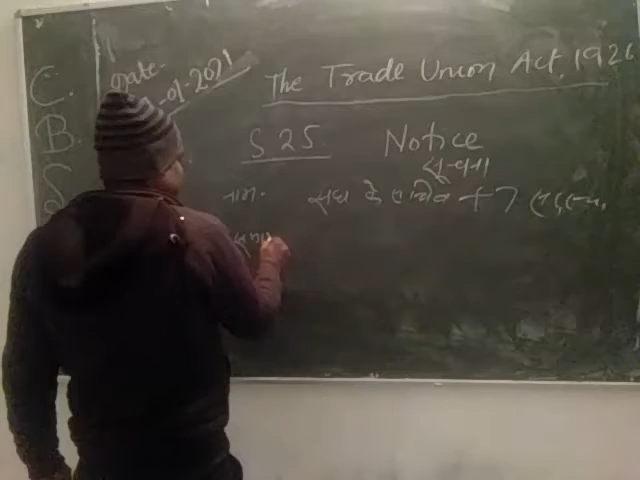 C.
B.
S.
Date-
-01-2021
The Trade Union Act, 1926
S 25 Notice
सूचना
नाम- संघ के सचिव + 7 सदस्य